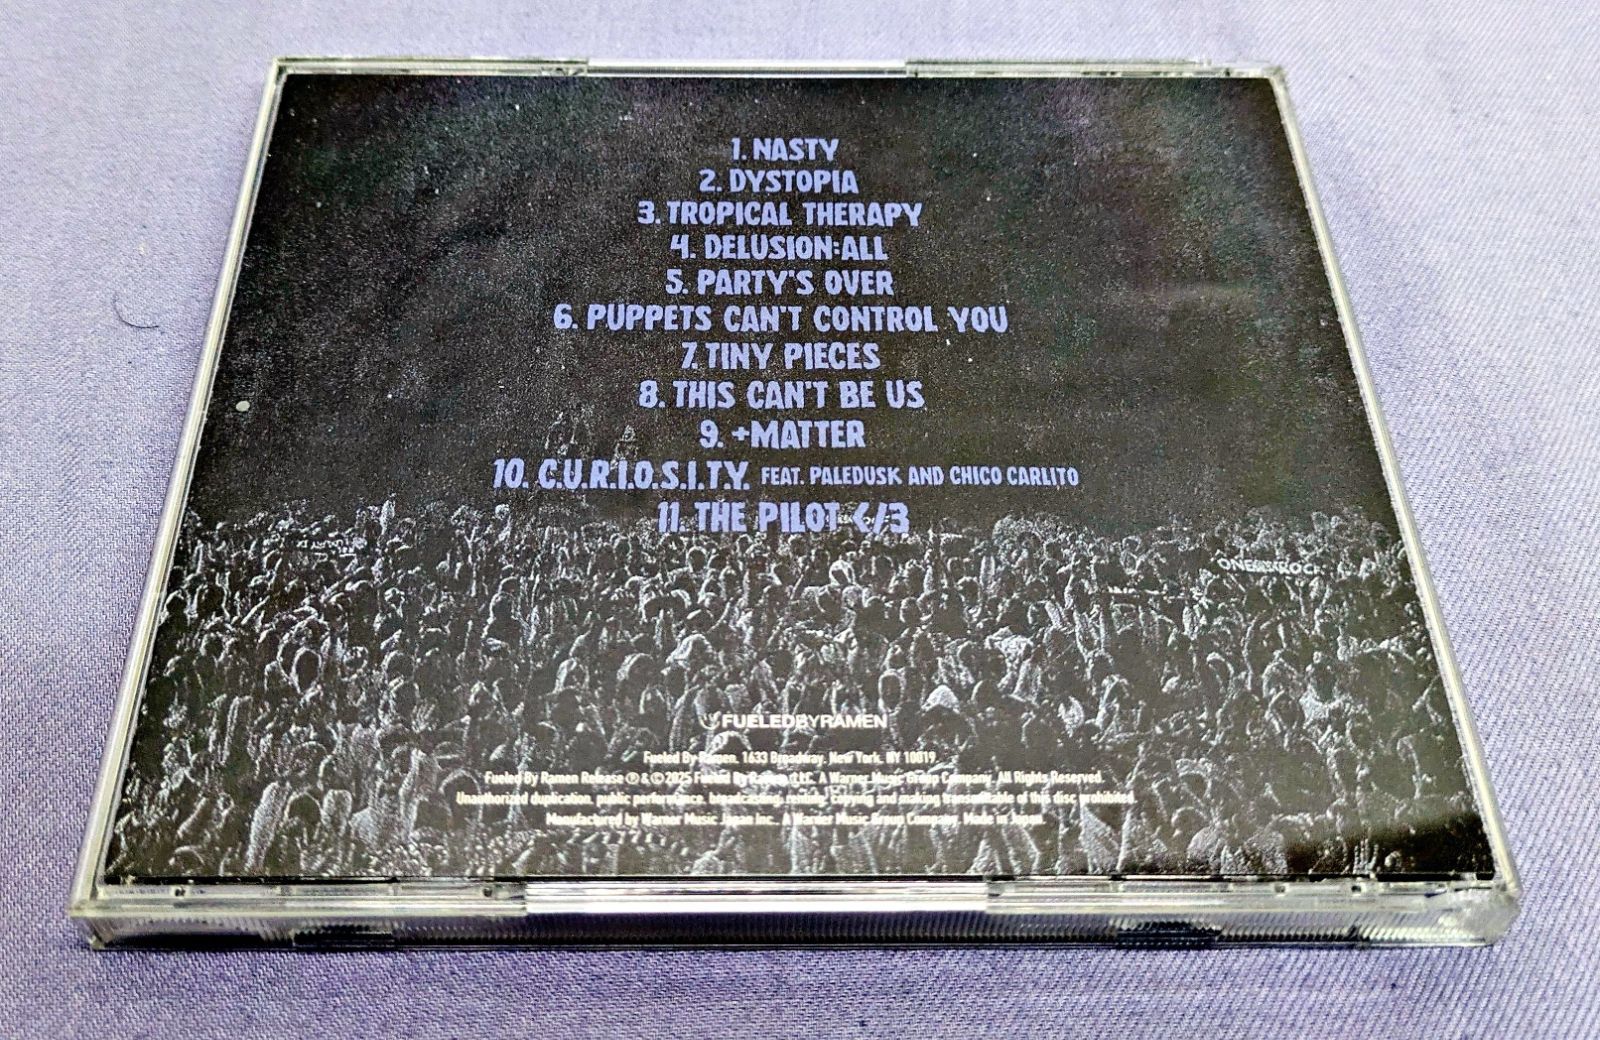 1. NASTY
2. DYSTOPIA
3. TROPICAL THERAPY
4. DELUSION:ALL
5. PARTY'S OVER
6. PUPPETS CAN'T CONTROL YOU
7. TINY PIECES
8. THIS CAN'T BE US
9. +MATTER
10. C.U.R.I.O.S.I.T.Y. FEAT. PALEDUSK AND CHICO CARLITO
11. THE PILOT </3
FUELEDBYRAMEN
Fueled By Ramen, 1633 Broadway, New York, NY 10019.
Fueled By Ramen Release ℗ & © 2025 Fueled By Ramen, LLC. A Warner Music Group Company. All Rights Reserved.
Unauthorized duplication, public performance, broadcasting, renting, copying and making transmittable of this disc prohibited.
Manufactured by Warner Music Japan Inc., A Warner Music Group Company. Made in Japan.